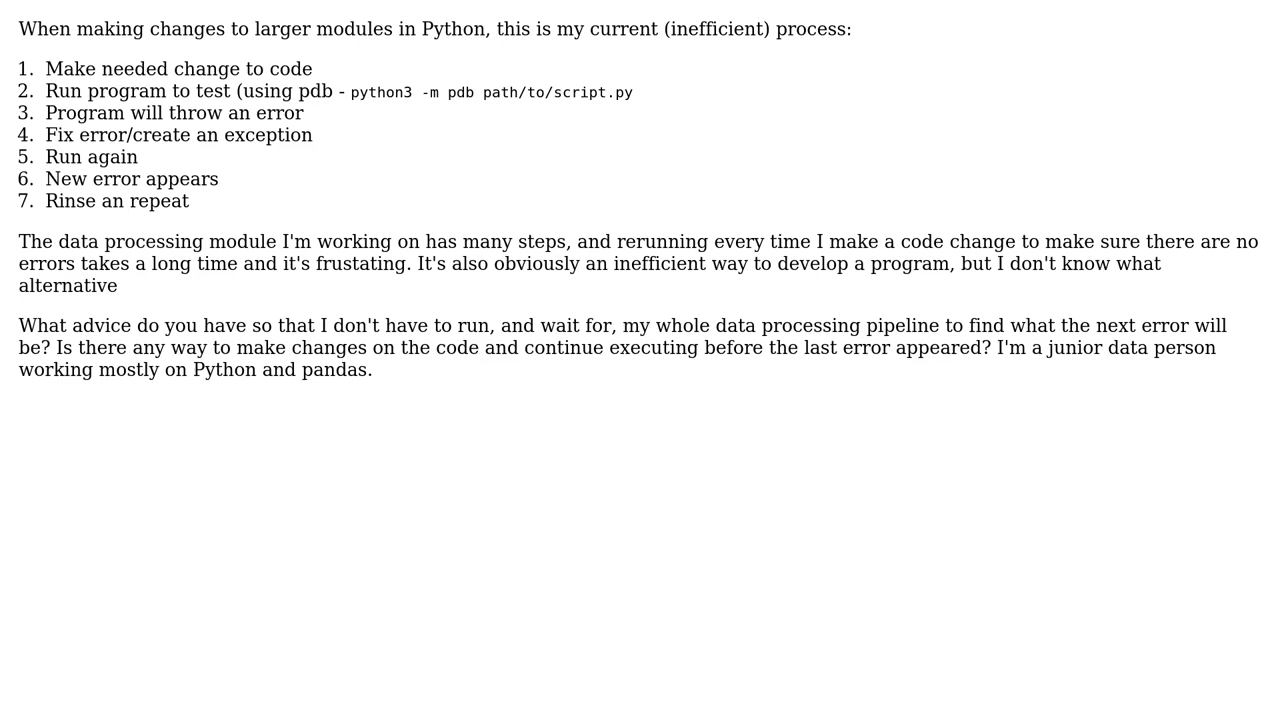 When making changes to larger modules in Python, this is my current (inefficient) process:
1. Make needed change to code
2. Run program to test (using pdb - python3 -m pdb path/to/script.py
3. Program will throw an error
4. Fix error/create an exception
5. Run again
6. New error appears
7. Rinse an repeat
The data processing module I'm working on has many steps, and rerunning every time I make a code change to make sure there are no
errors takes a long time and it's frustating. It's also obviously an inefficient way to develop a program, but I don't know what
alternative
What advice do you have so that I don't have to run, and wait for, my whole data processing pipeline to find what the next error will
be? Is there any way to make changes on the code and continue executing before the last error appeared? I'm a junior data person
working mostly on Python and pandas.